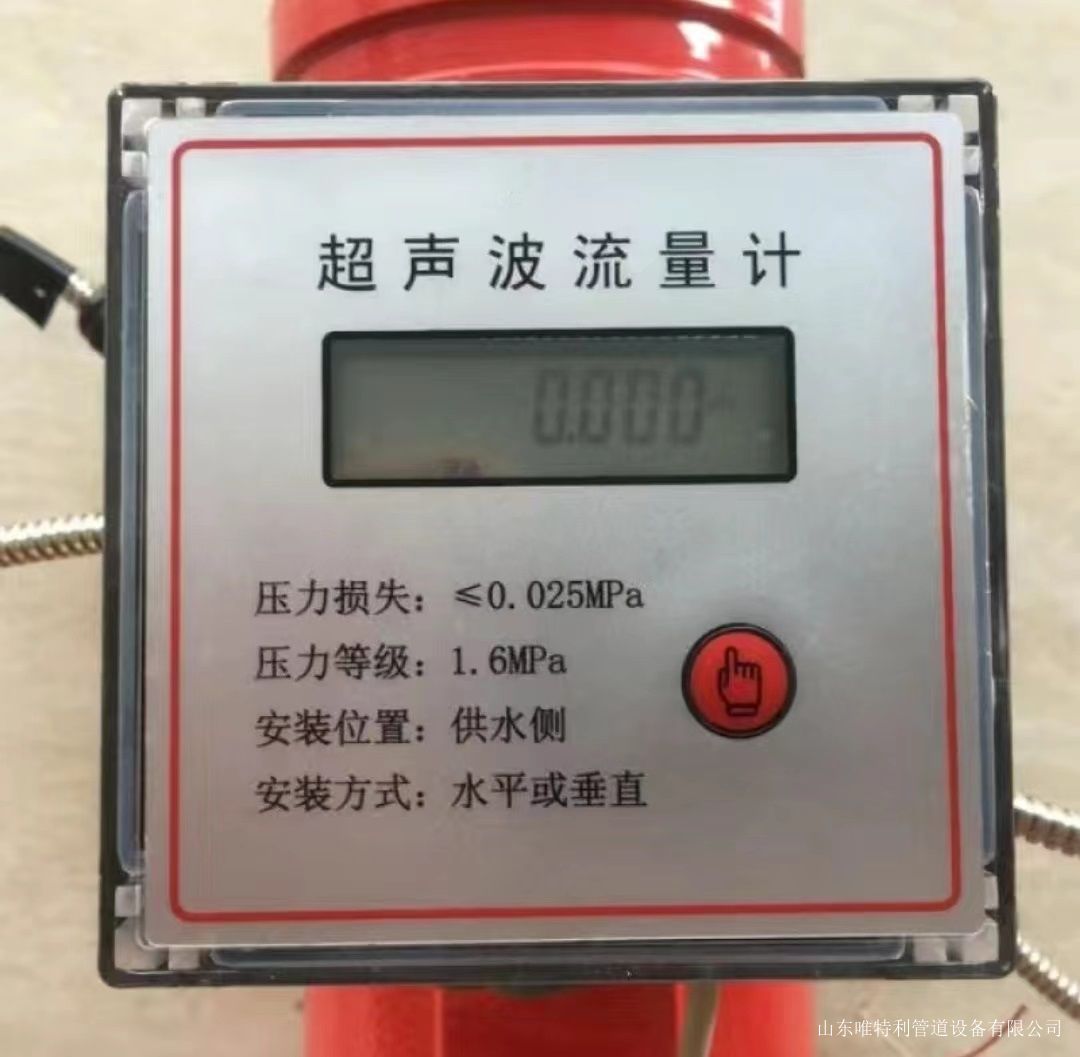 超声波流量计
0.000
压力损失：≤0.025MPa
压力等级：1.6MPa
安装位置：供水侧
安装方式：水平或垂直
山东唯特利管道设备有限公司